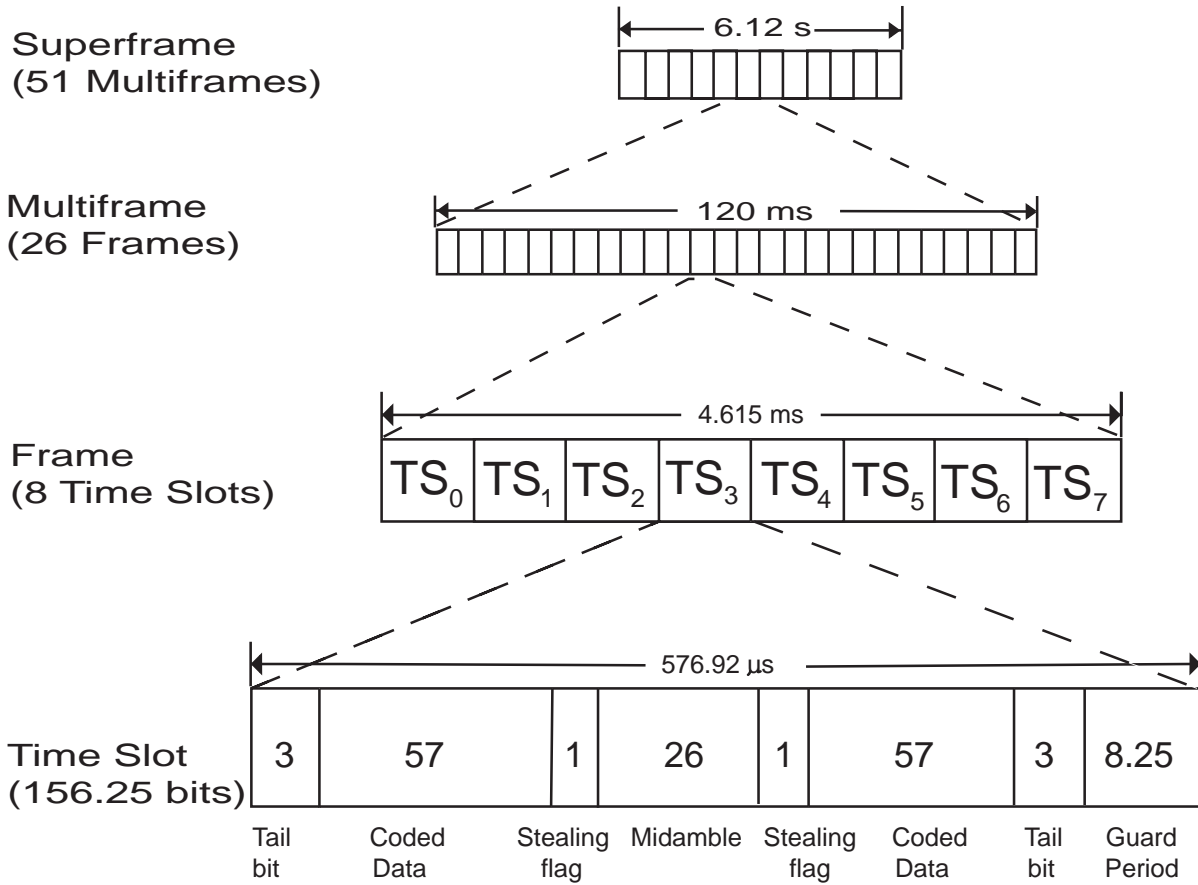 6.12 s
Superframe
(51 Multiframes)
Multiframe
(26 Frames)
120 ms
4.615 ms
Frame
(8 Time Slots)
TS0 TS1 TS2 TS3 TS4 TS5 TS6 TS7
576.92 μs
Time Slot
(156.25 bits)
3 57 1 26 1 57 3 8.25
Tail Coded Stealing Midamble Stealing Coded Tail Guard
bit Data flag flag Data bit Period